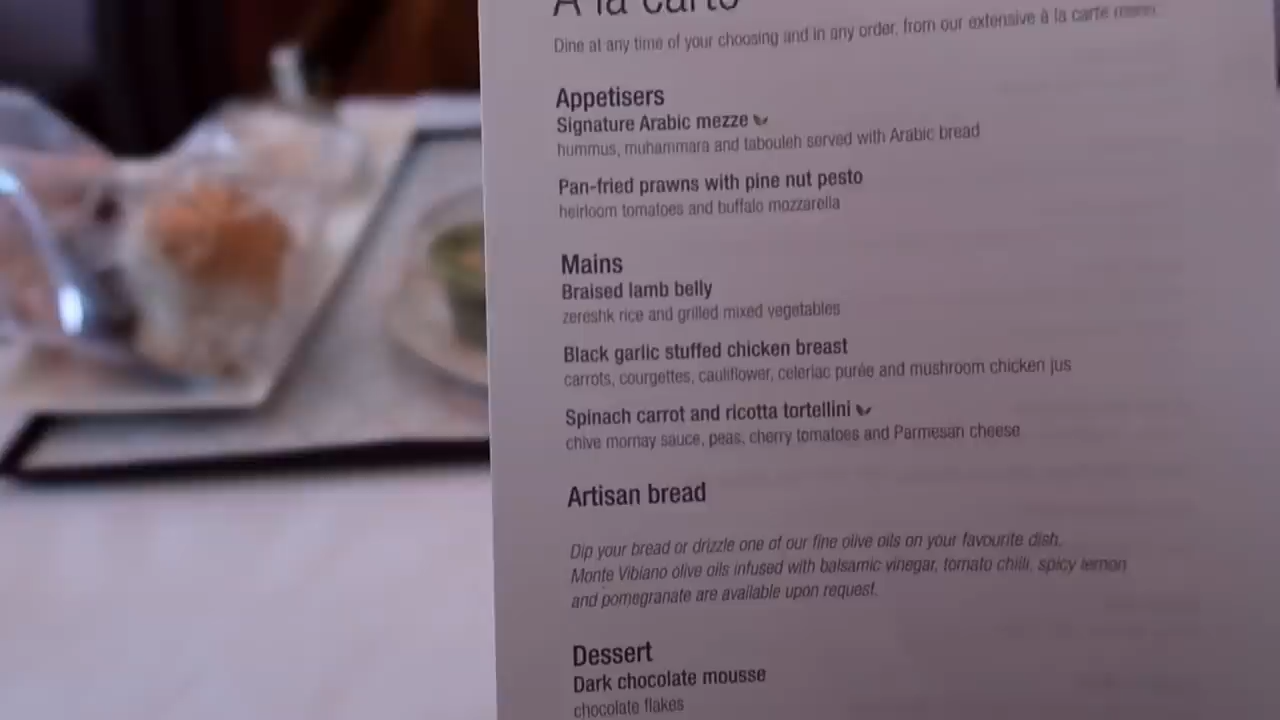 À la carte
Dine at any time of your choosing and in any order, from our extensive à la carte menu.
Appetisers
Signature Arabic mezze
hummus, muhammara and tabouleh served with Arabic bread
Pan-fried prawns with pine nut pesto
heirloom tomatoes and buffalo mozzarella
Mains
Braised lamb belly
zereshk rice and grilled mixed vegetables
Black garlic stuffed chicken breast
carrots, courgettes, cauliflower, celeriac purée and mushroom chicken jus
Spinach carrot and ricotta tortellini
chive mornay sauce, peas, cherry tomatoes and Parmesan cheese
Artisan bread
Dip your bread or drizzle one of our fine olive oils on your favourite dish,
Monte Vibiano olive oils infused with balsamic vinegar, tomato chilli, spicy lemon
and pomegranate are available upon request.
Dessert
Dark chocolate mousse
chocolate flakes